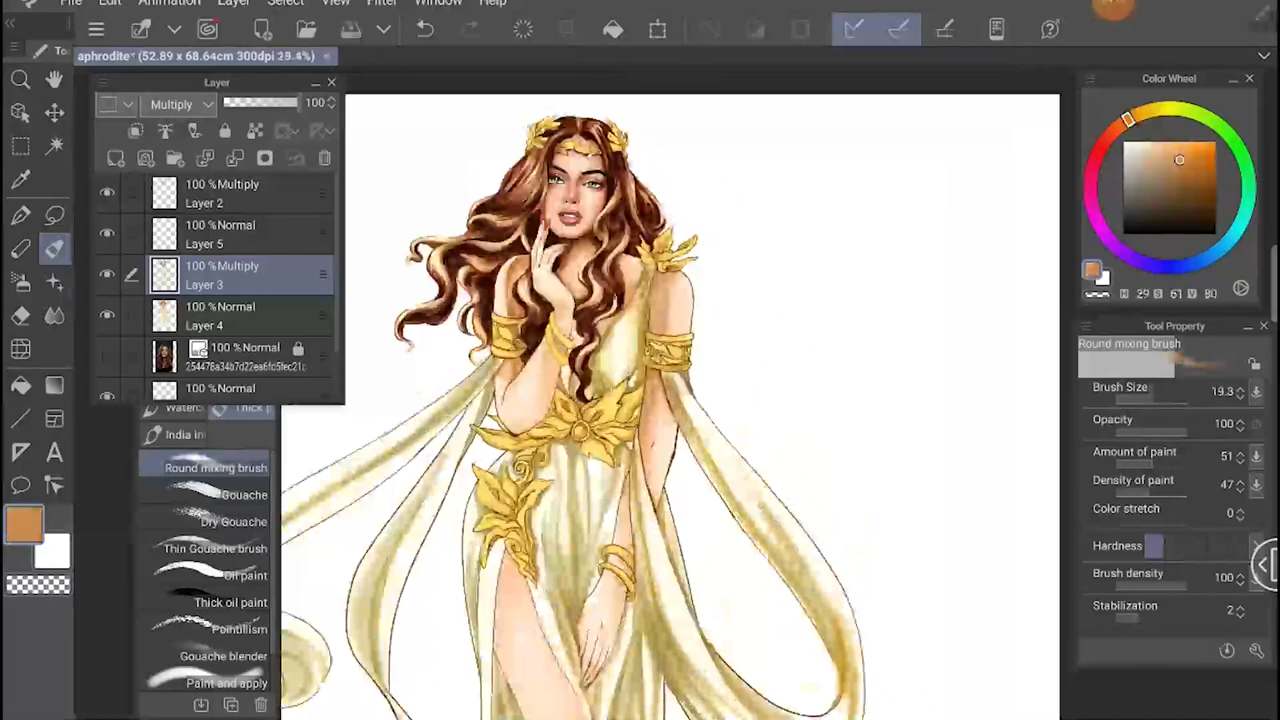 File Edit Animation Layer Select View Filter Window Help
To
aphrodite* (52.89 x 68.64cm 300dpi 29.4%)
Layer
Multiply 100
100 %Multiply
Layer 2
100 %Normal
Layer 5
100 %Multiply
Layer 3
100 %Normal
Layer 4
100 %Normal
100 %Normal
Thick
India in
Round mixing brush
Gouache
Dry Gouache
Thin Gouache brush
Oil paint
Thick oil paint
Pointillism
Gouache blender
Paint and apply
Color Wheel
H 29 S 61 V 80
Tool Property
Round mixing brush
Brush Size 19.3
Opacity 100
Amount of paint 51
Density of paint 47
Color stretch 0
Hardness
Brush density 100
Stabilization 2